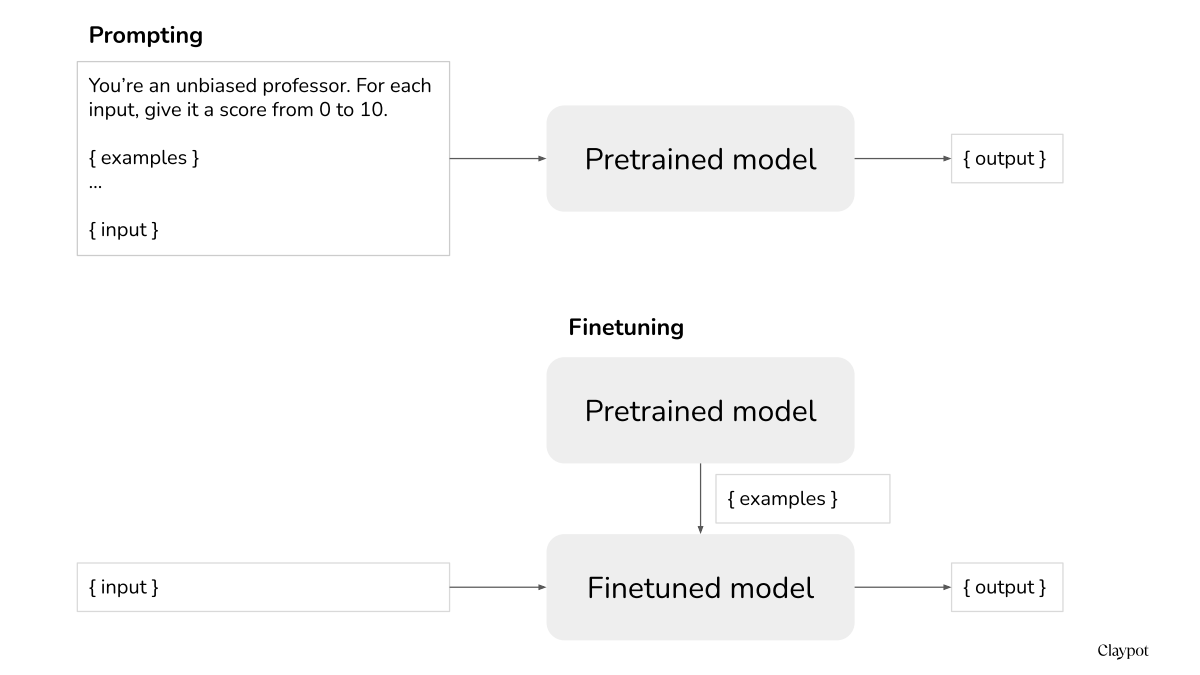 Prompting
You’re an unbiased professor. For each
input, give it a score from 0 to 10.
{ examples }
...
{ input }
Pretrained model
{ output }
Finetuning
Pretrained model
{ examples }
{ input }
Finetuned model
{ output }
Claypot